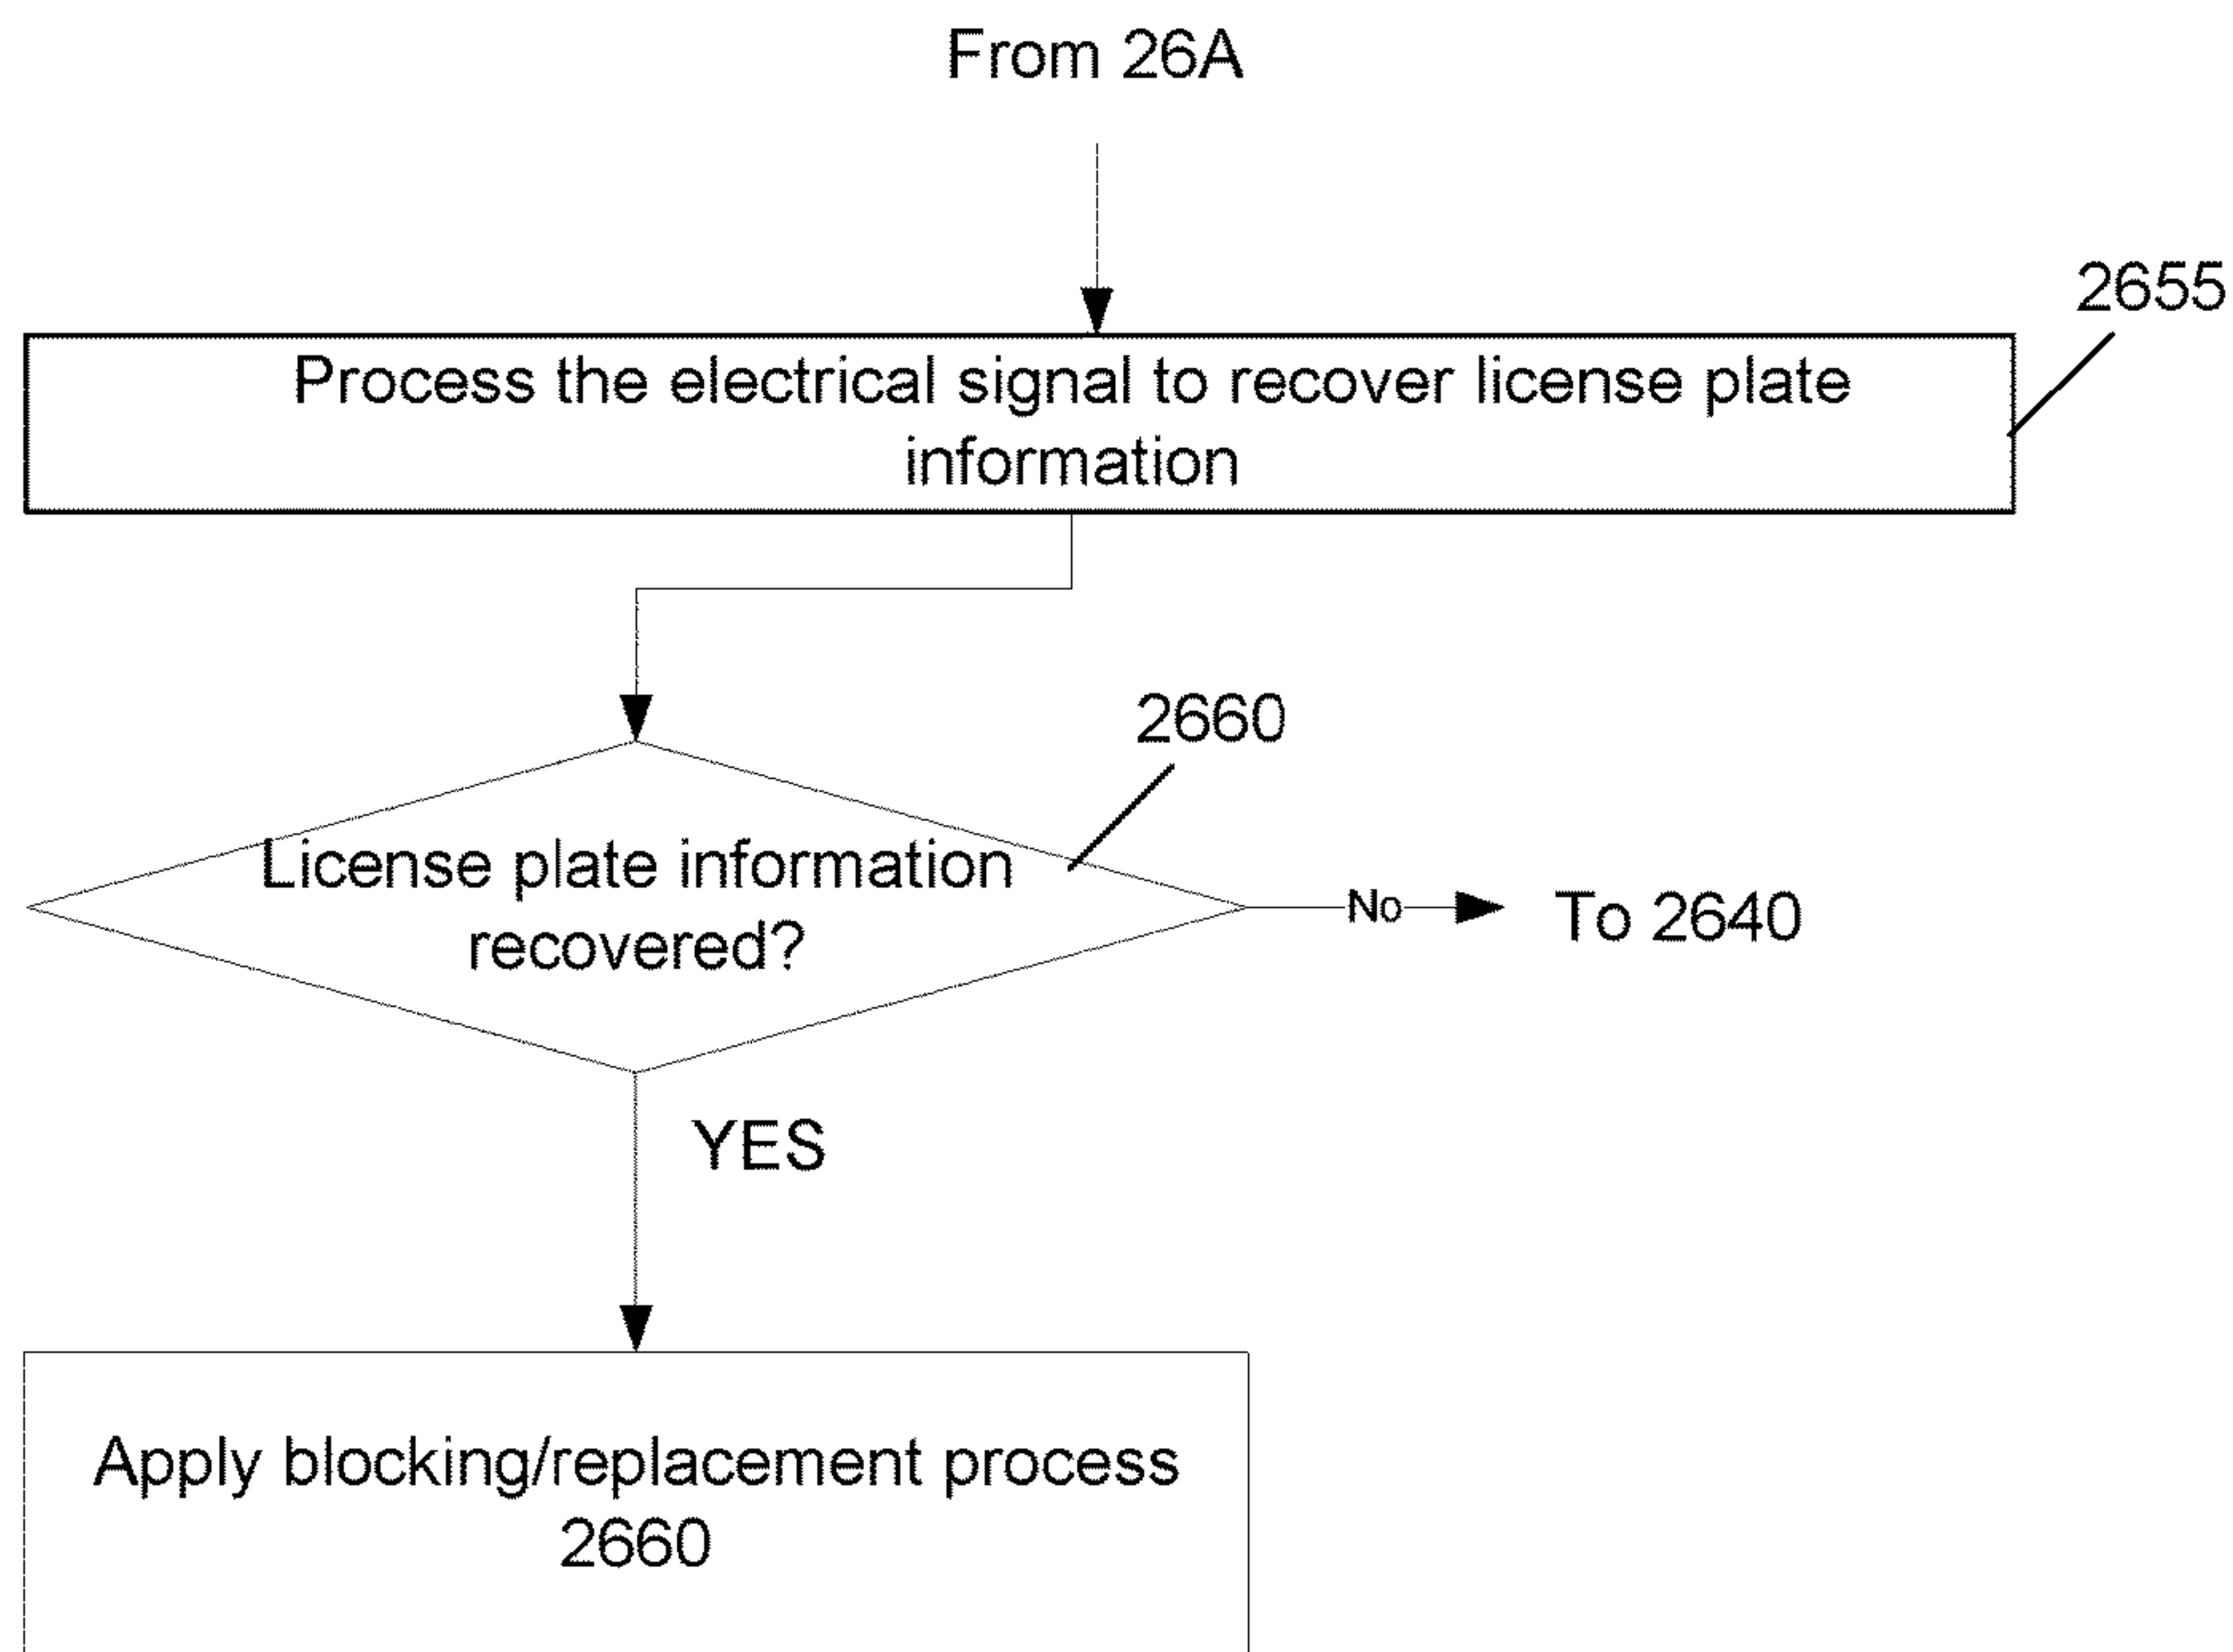 From 26A
2655
Process the electrical signal to recover license plate
information
2660
License plate information
recovered?
No
To 2640
YES
Apply blocking/replacement process
2660